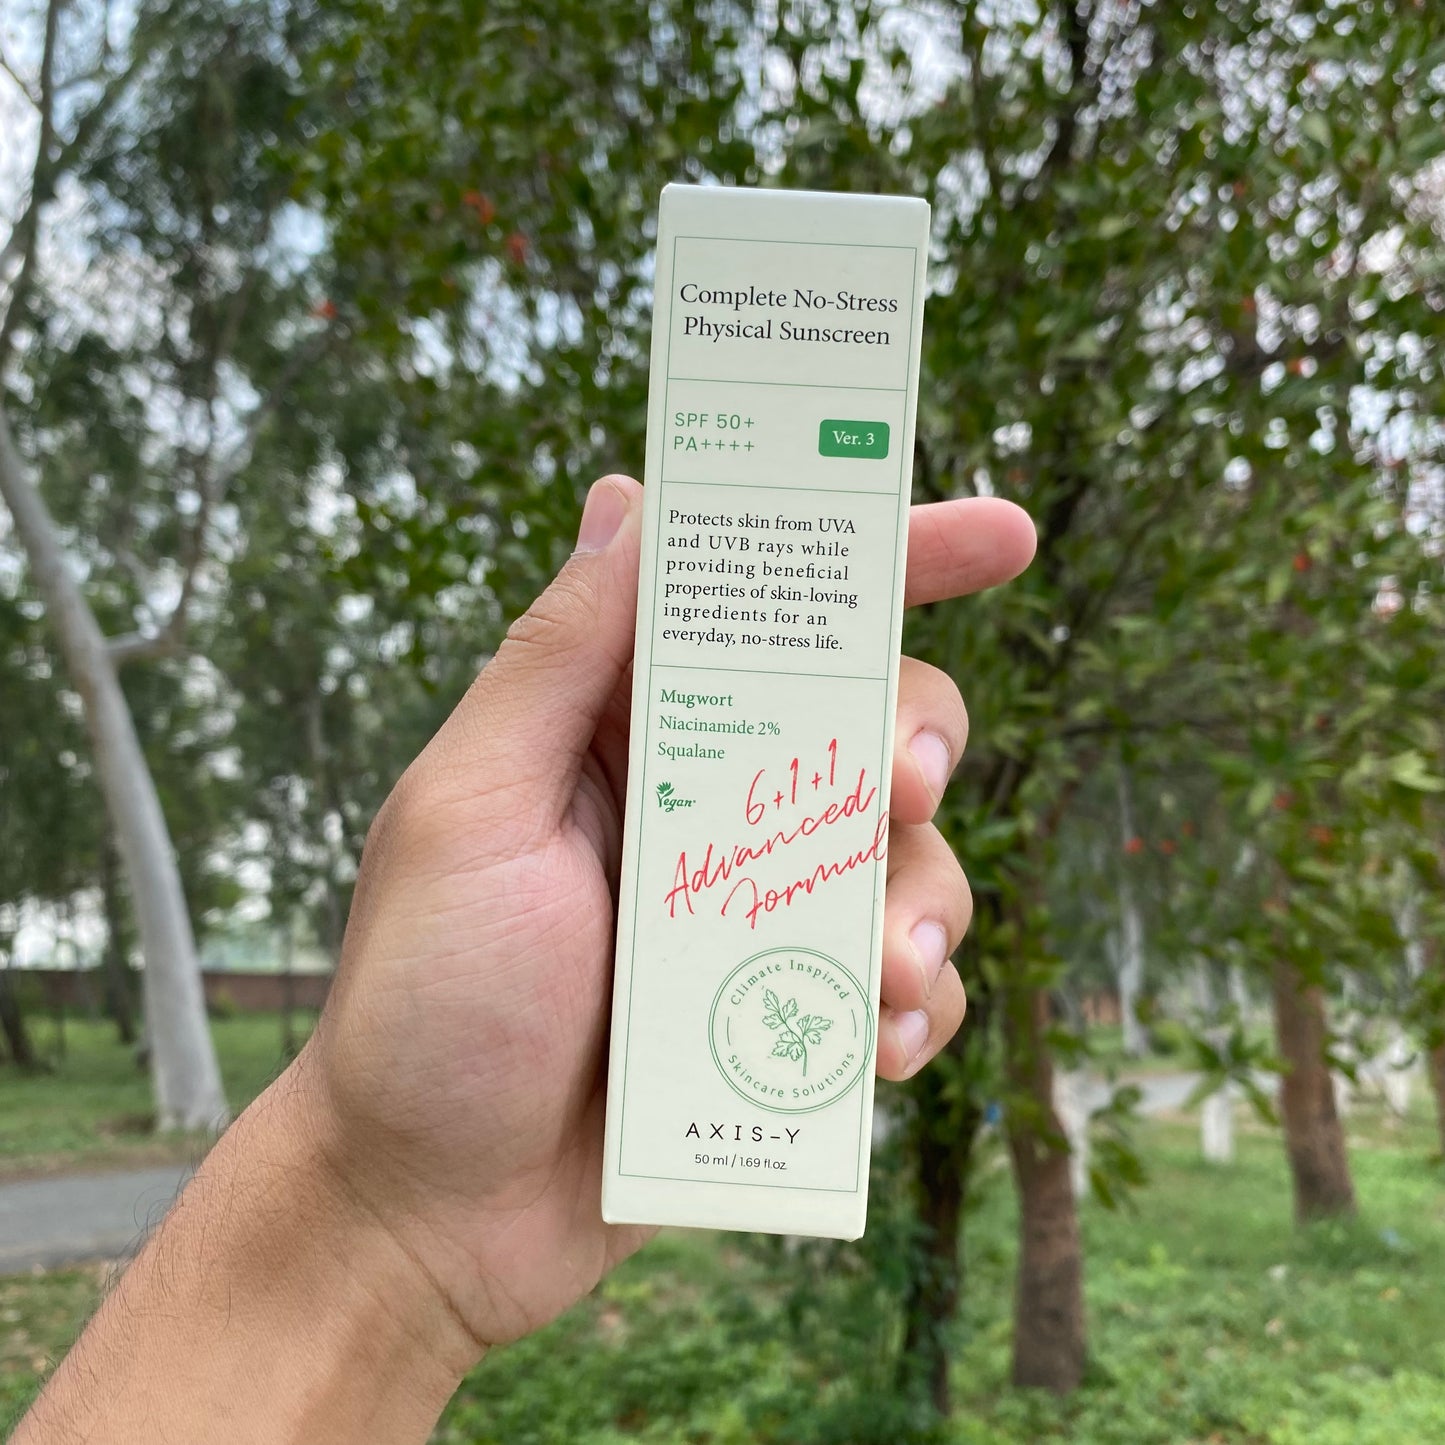 Complete No-Stress
Physical Sunscreen
SPF 50+
PA++++
Ver. 3
Protects skin from UVA
and UVB rays while
providing beneficial
properties of skin-loving
ingredients for an
everyday, no-stress life.
Mugwort
Niacinamide 2%
Squalane
Vegan
6+1+1
Advanced
Formul
Climate Inspired
Skincare Solutions
AXIS-Y
50 ml / 1.69 fl.oz